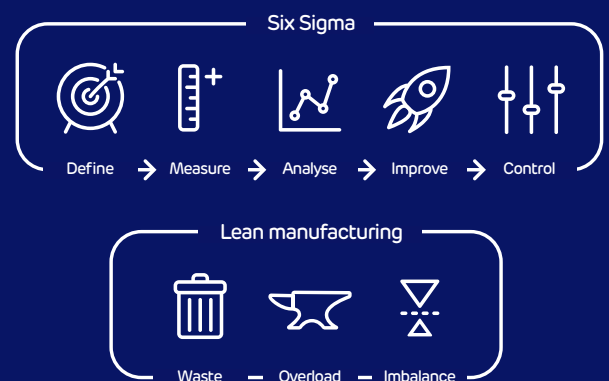 Six Sigma
Define → Measure → Analyse → Improve → Control
Lean manufacturing
Waste – Overload – Imbalance